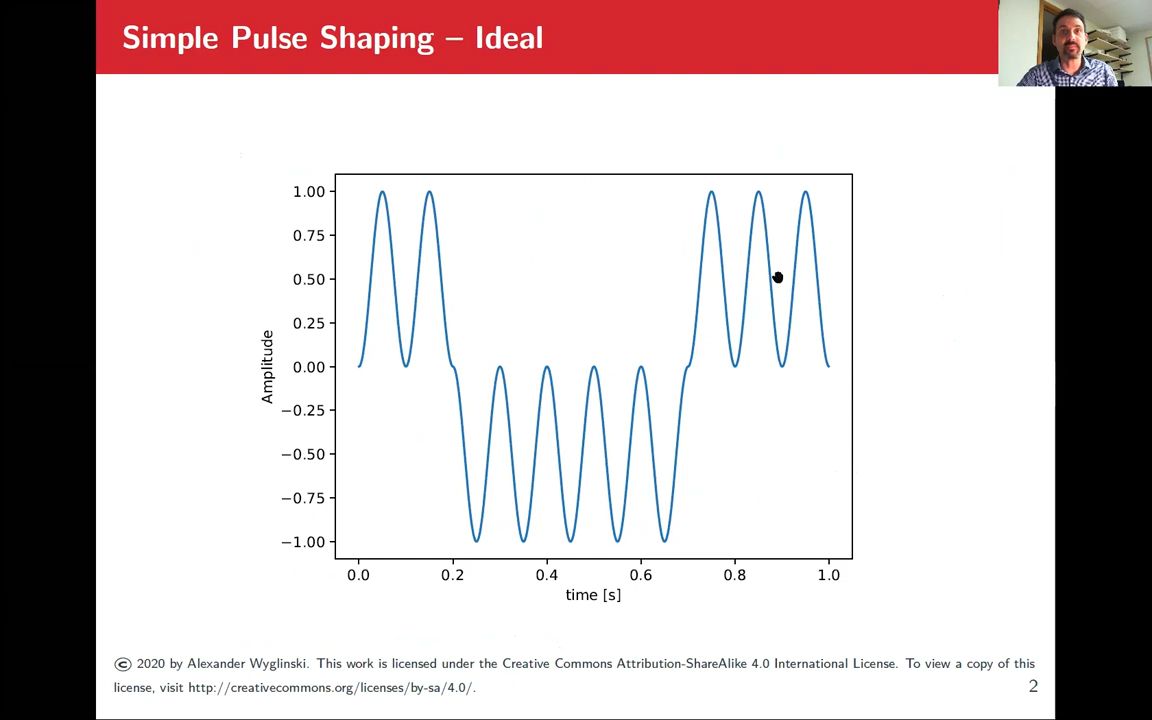 Simple Pulse Shaping – Ideal
1.00
0.75
0.50
0.25
0.00
−0.25
−0.50
−0.75
−1.00
Amplitude
0.0 0.2 0.4 0.6 0.8 1.0
time [s]
© 2020 by Alexander Wyglinski. This work is licensed under the Creative Commons Attribution-ShareAlike 4.0 International License. To view a copy of this
license, visit http://creativecommons.org/licenses/by-sa/4.0/.
2